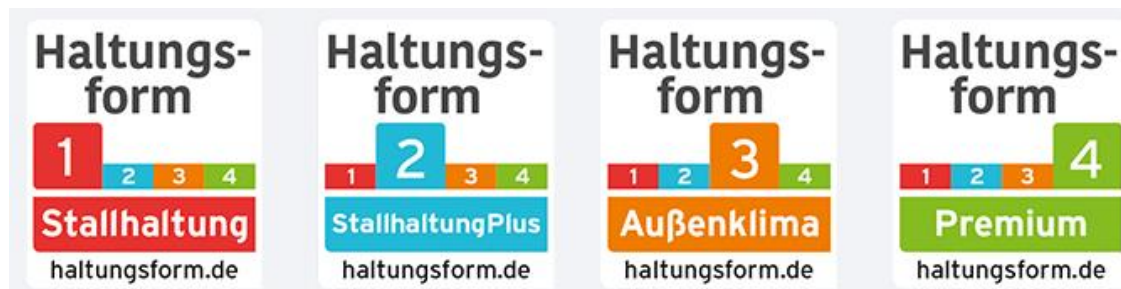 Haltungs-
form
1 2 3 4
Stallhaltung
haltungsform.de
Haltungs-
form
1 2 3 4
StallhaltungPlus
haltungsform.de
Haltungs-
form
1 2 3 4
Außenklima
haltungsform.de
Haltungs-
form
1 2 3 4
Premium
haltungsform.de